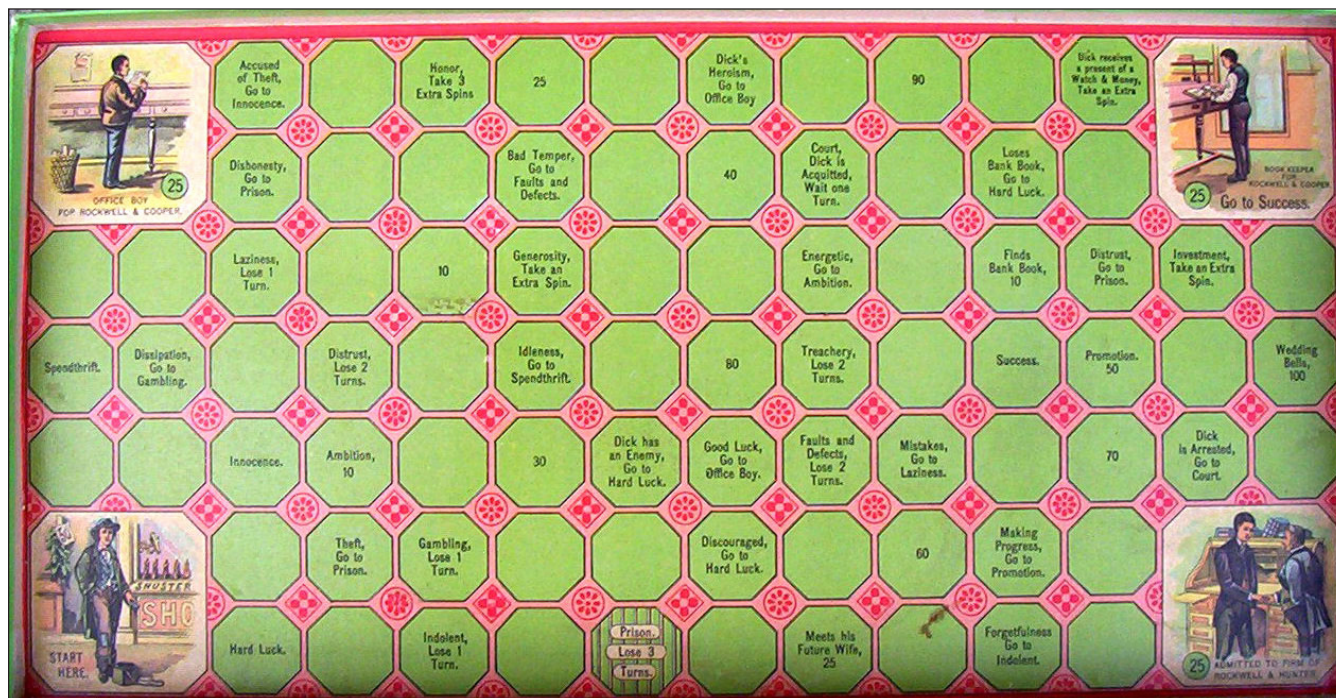 Accused
of Theft,
Go to
Innocence.
Honor,
Take 3
Extra Spins
25
Dick's
Heroism,
Go to
Office Boy
90
Dick receives
a present of a
Watch & Money,
Take an Extra
Spin.
25
OFFICE BOY
FOR ROCKWELL & COOPER.
Dishonesty,
Go to
Prison.
Bad Temper,
Go to
Faults and
Defects.
40
Court,
Dick is
Acquitted,
Wait one
Turn.
Loses
Bank Book,
Go to
Hard Luck.
BOOK KEEPER
FOR
ROCKWELL & COOPER
25
Go to Success.
Laziness,
Lose 1
Turn.
10
Generosity,
Take an
Extra Spin.
Energetic,
Go to
Ambition.
Finds
Bank Book,
10
Distrust,
Go to
Prison.
Investment,
Take an Extra
Spin.
Spendthrift.
Dissipation,
Go to
Gambling.
Distrust,
Lose 2
Turns.
Idleness,
Go to
Spendthrift.
80
Treachery,
Lose 2
Turns.
Success.
Promotion.
50
Wedding
Bells,
100
Innocence.
Ambition,
10
30
Dick has
an Enemy,
Go to
Hard Luck.
Good Luck,
Go to
Office Boy.
Faults and
Defects,
Lose 2
Turns.
Mistakes,
Go to
Laziness.
70
Dick
is Arrested,
Go to
Court.
SHUSTER
SHO
START
HERE.
Theft,
Go to
Prison.
Gambling,
Lose 1
Turn.
Discouraged,
Go to
Hard Luck.
60
Making
Progress,
Go to
Promotion.
Hard Luck.
Indolent,
Lose 1
Turn.
Prison.
Lose 3
Turns.
Meets his
Future Wife,
25
Forgetfulness
Go to
Indolent.
25
ADMITTED TO FIRM OF
ROCKWELL & HUNTER.